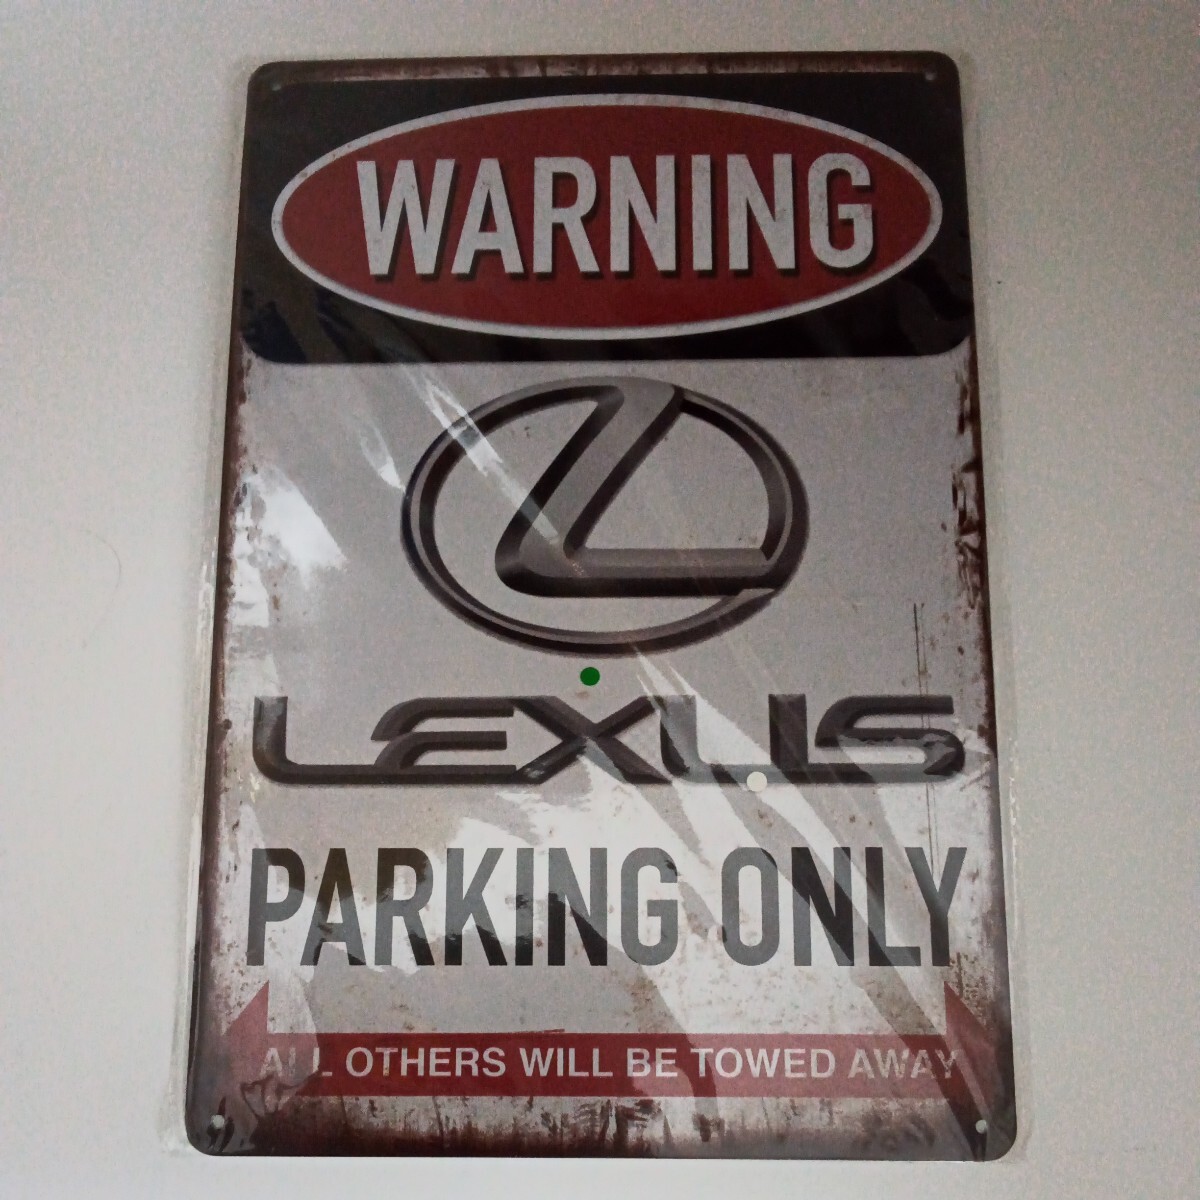 WARNING
LEXUS
PARKING ONLY
ALL OTHERS WILL BE TOWED AWAY